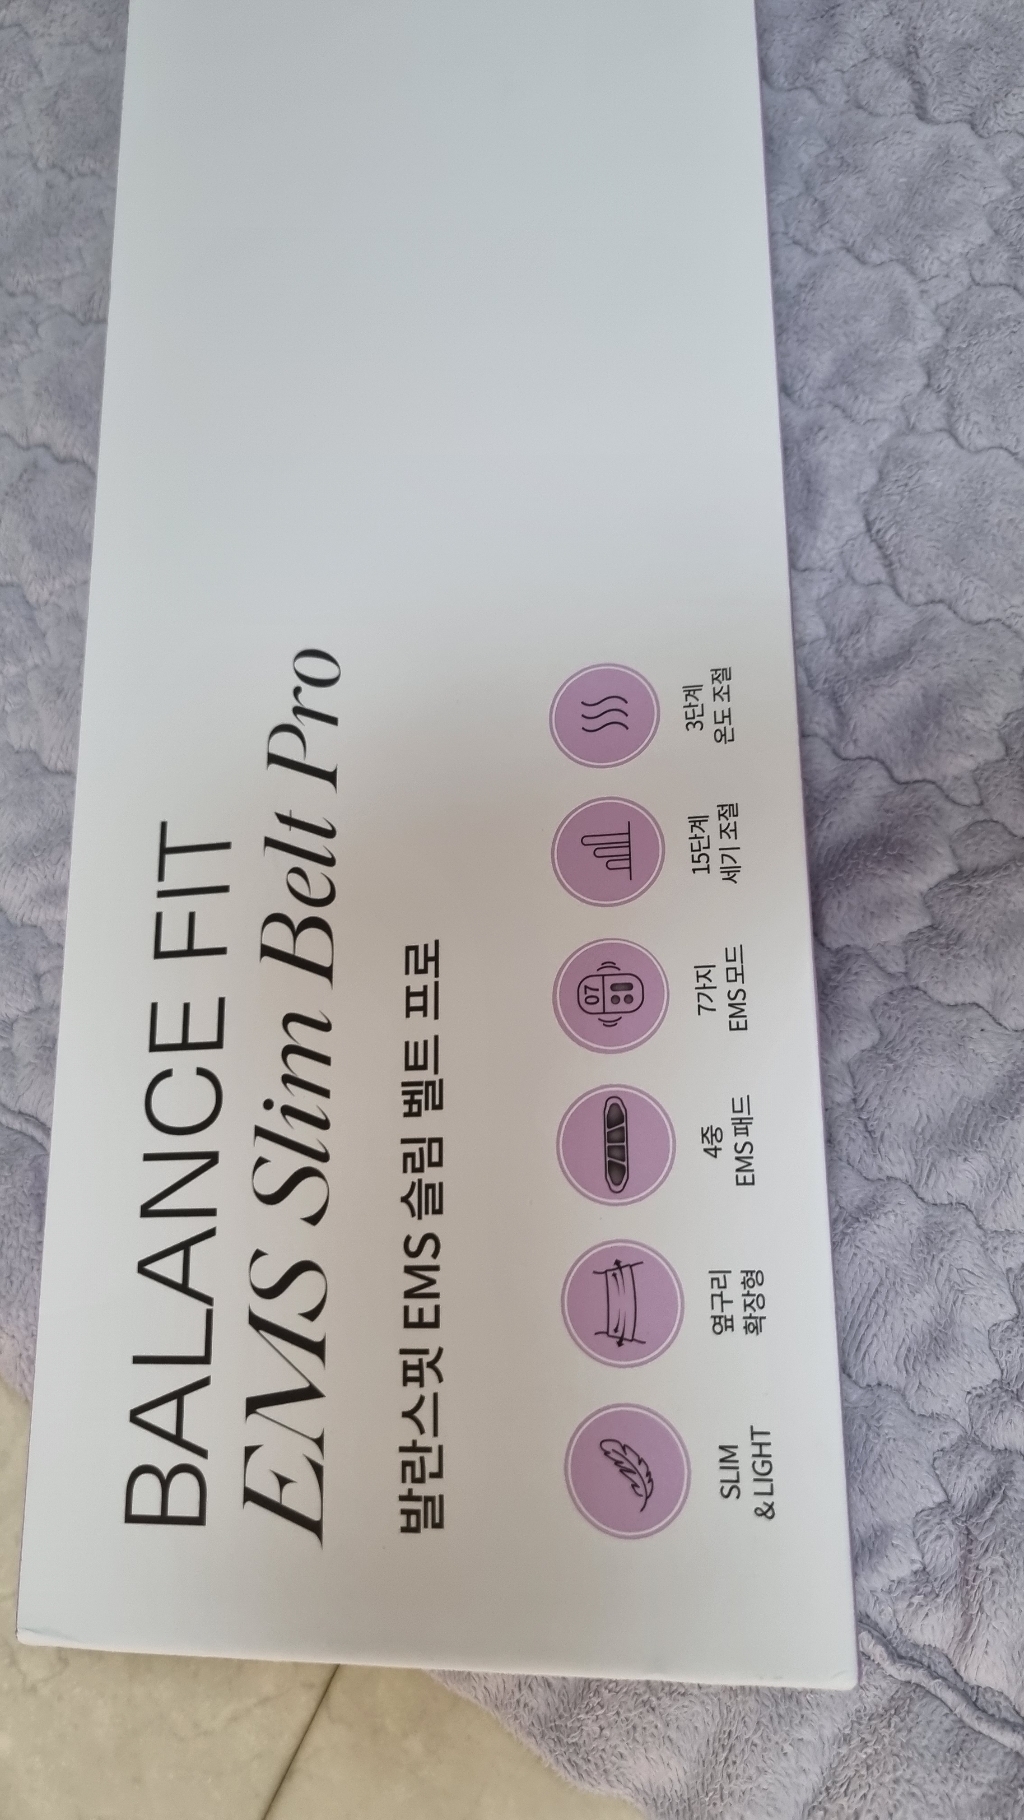 BALANCE FIT
EMS Slim Belt Pro
발란스핏 EMS 슬림 벨트 프로
SLIM
& LIGHT
옆구리
확장형
4중
EMS 패드
07
7가지
EMS 모드
15단계
세기 조절
3단계
온도 조절